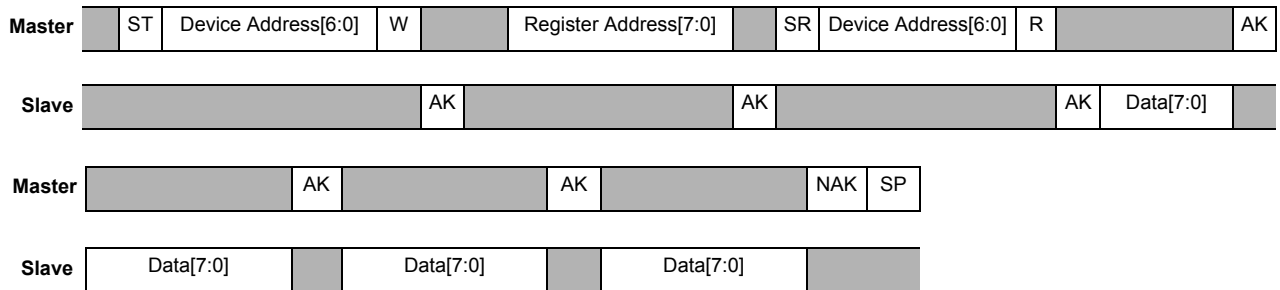 Master ST Device Address[6:0] W Register Address[7:0] SR Device Address[6:0] R AK
Slave AK AK AK Data[7:0]
Master AK AK NAK SP
Slave Data[7:0] Data[7:0] Data[7:0]